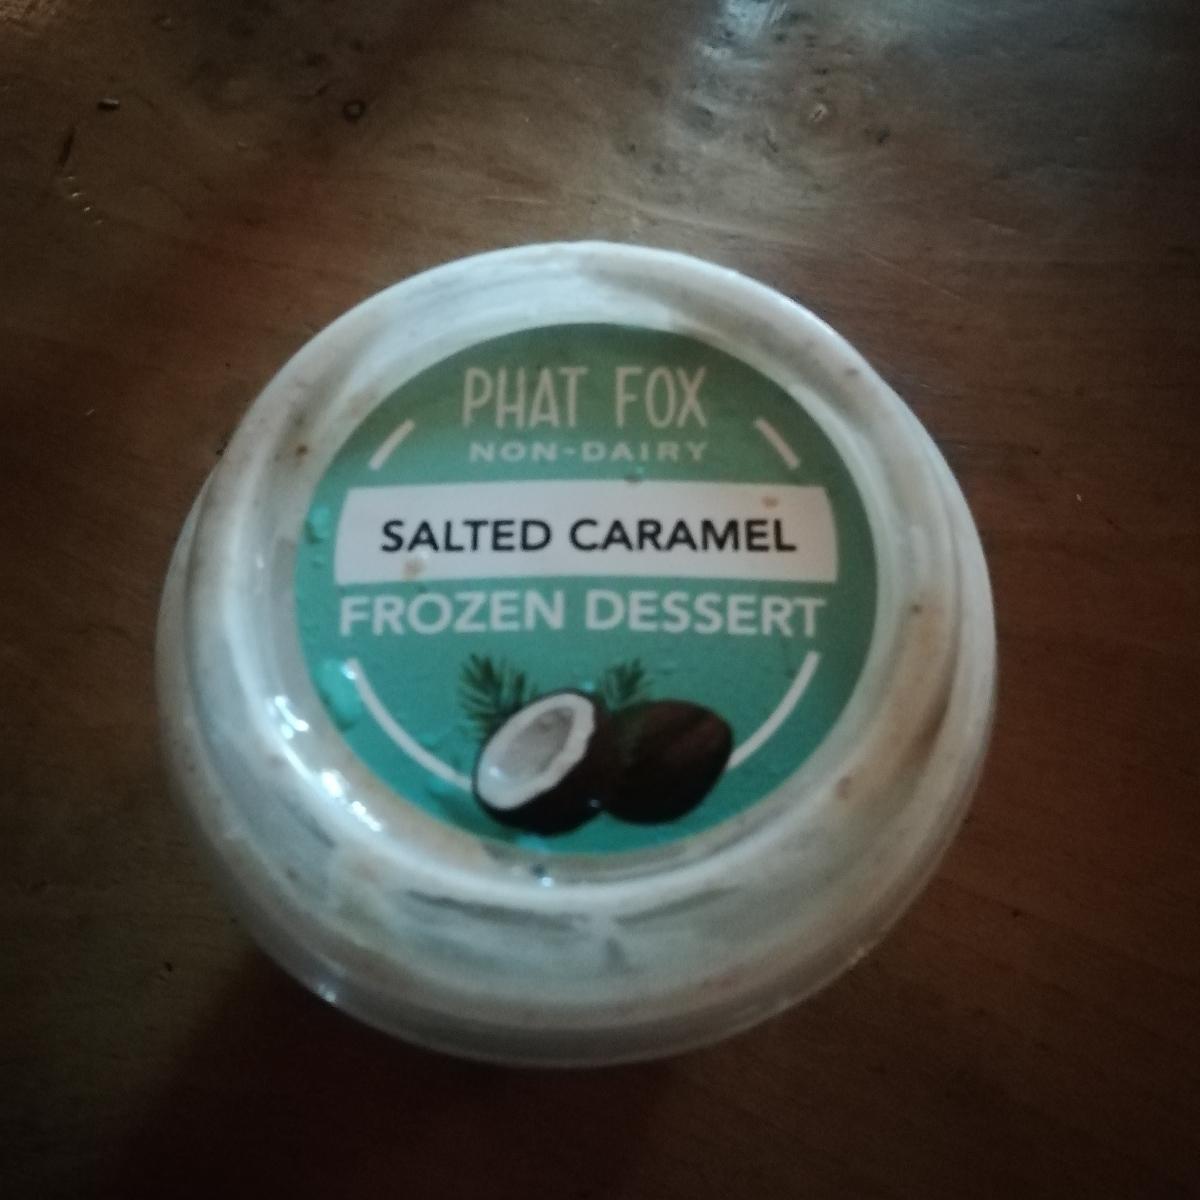 PHAT FOX
NON-DAIRY
SALTED CARAMEL
FROZEN DESSERT